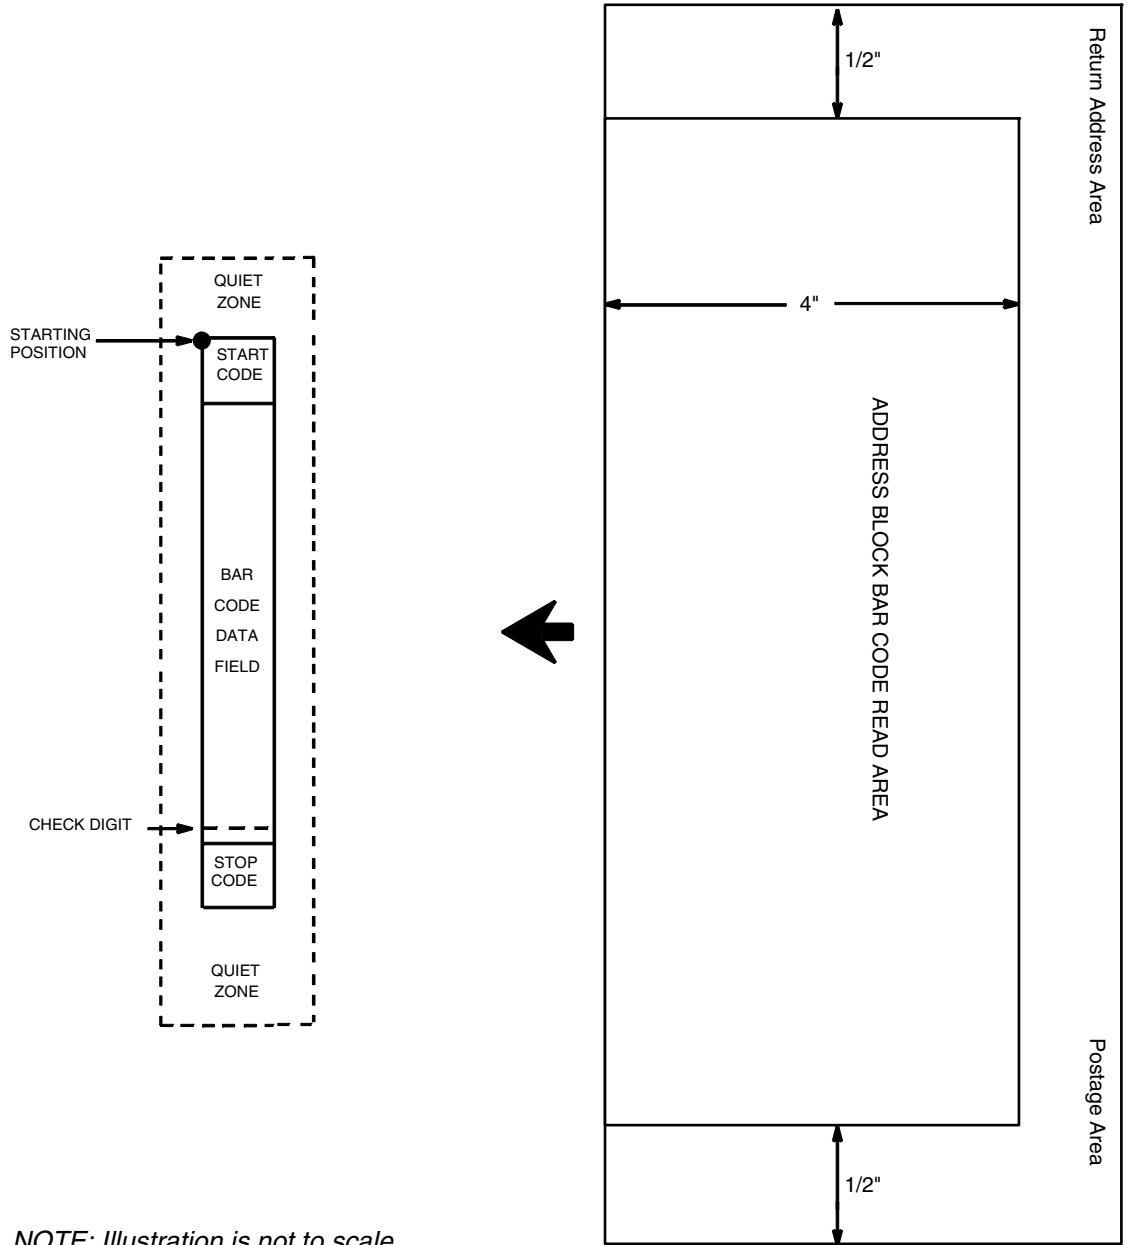 QUIET
ZONE
STARTING
POSITION
START
CODE
BAR
CODE
DATA
FIELD
CHECK DIGIT
STOP
CODE
QUIET
ZONE
NOTE: Illustration is not to scale
1/2"
Return Address Area
4"
ADDRESS BLOCK BAR CODE READ AREA
Postage Area
1/2"